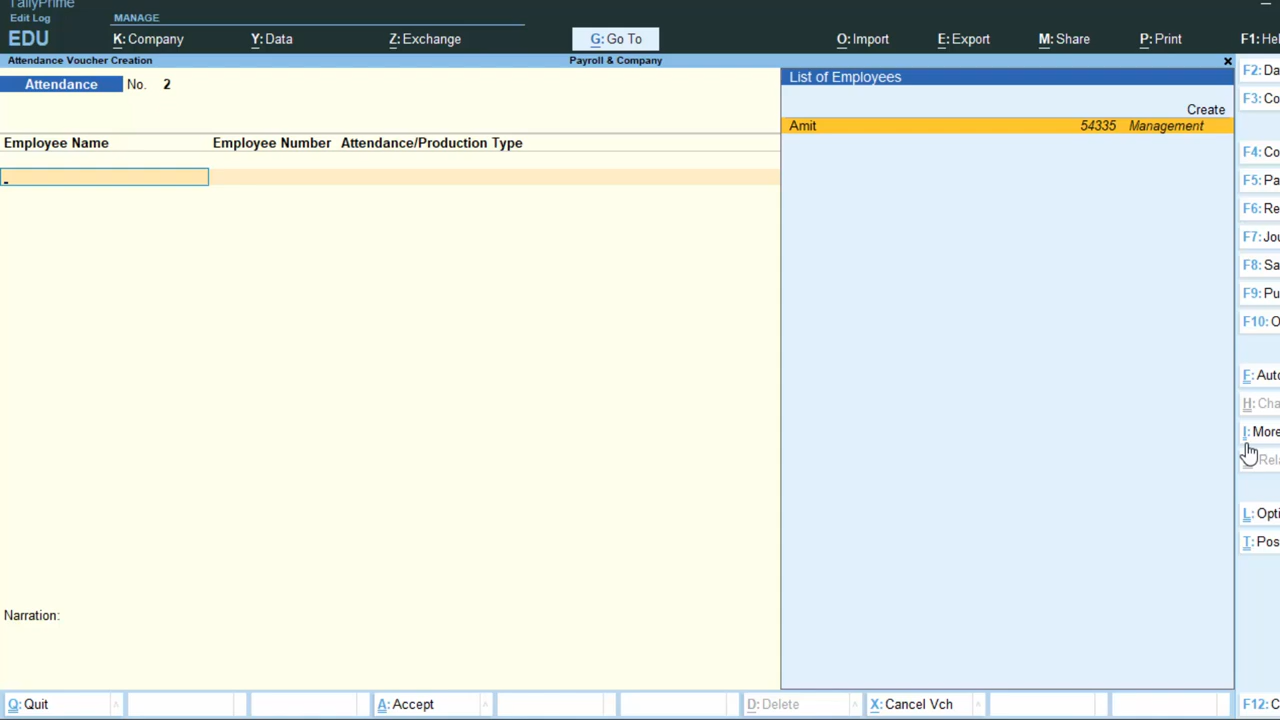 TallyPrime
Edit Log
EDU
MANAGE
K: Company
Y: Data
Z: Exchange
G: Go To
O: Import
E: Export
M: Share
P: Print
F1: Hel
Attendance Voucher Creation
Payroll & Company
Attendance No. 2
Employee Name Employee Number Attendance/Production Type
Narration:
List of Employees
Create
Amit 54335 Management
F2: Da
F3: Co
F4: Co
F5: Pa
F6: Re
F7: Jou
F8: Sa
F9: Pu
F10: O
F: Auto
H: Cha
I: More
Rela
L: Opti
T: Pos
Q: Quit
A: Accept
D: Delete
X: Cancel Vch
F12: C